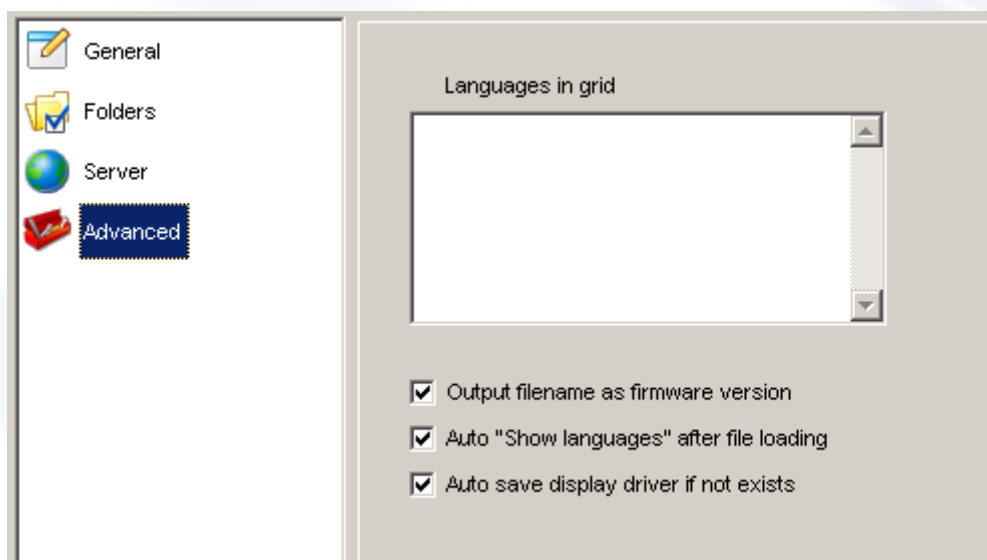 General
Folders
Server
Advanced
Languages in grid
Output filename as firmware version
Auto "Show languages" after file loading
Auto save display driver if not exists